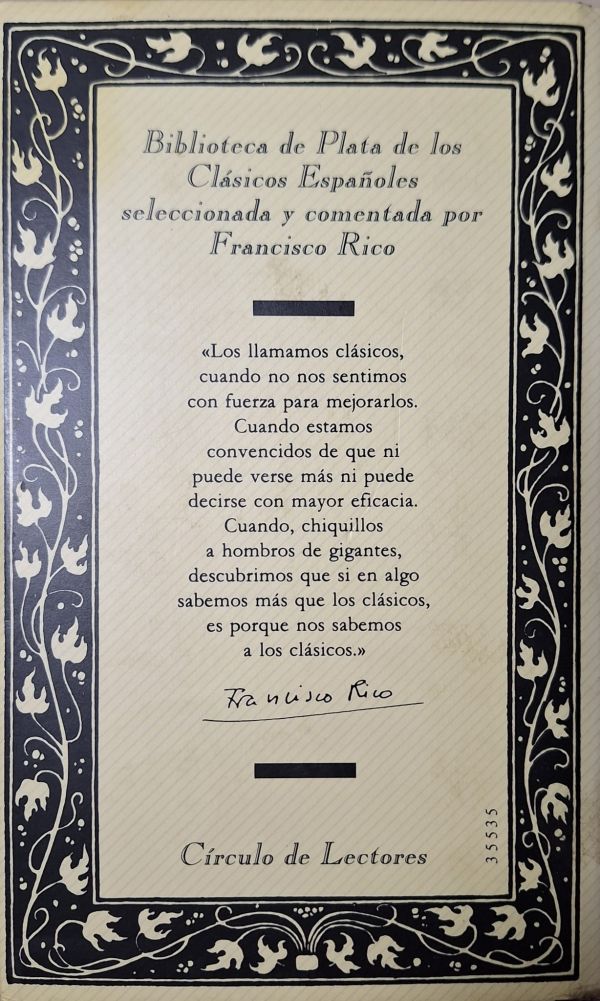 Biblioteca de Plata de los
Clásicos Españoles
seleccionada y comentada por
Francisco Rico
«Los llamamos clásicos,
cuando no nos sentimos
con fuerza para mejorarlos.
Cuando estamos
convencidos de que ni
puede verse más ni puede
decirse con mayor eficacia.
Cuando, chiquillos
a hombros de gigantes,
descubrimos que si en algo
sabemos más que los clásicos,
es porque nos sabemos
a los clásicos.»
Francisco Rico
Círculo de Lectores
35535